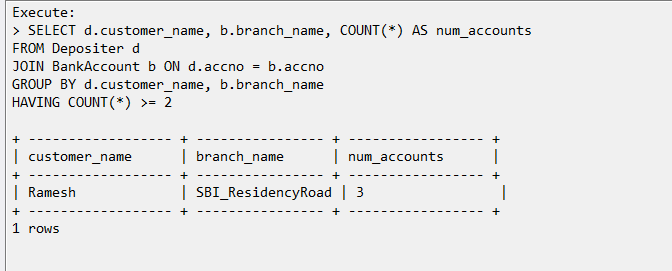 Execute:
> SELECT d.customer_name, b.branch_name, COUNT(*) AS num_accounts
FROM Depositer d
JOIN BankAccount b ON d.accno = b.accno
GROUP BY d.customer_name, b.branch_name
HAVING COUNT(*) >= 2

+ ------------------ + ---------------- + ----------------- +
| customer_name      | branch_name      | num_accounts      |
+ ------------------ + ---------------- + ----------------- +
| Ramesh             | SBI_ResidencyRoad | 3                 |
+ ------------------ + ---------------- + ----------------- +
1 rows